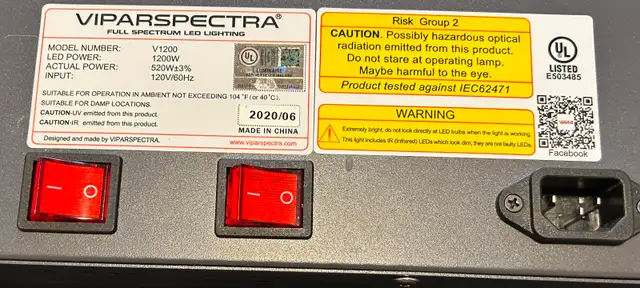 VIPARSPECTRA®
FULL SPECTRUM LED LIGHTING
MODEL NUMBER: V1200
LED POWER: 1200W
ACTUAL POWER: 520W±3%
INPUT: 120V/60Hz
SUITABLE FOR OPERATION IN AMBIENT NOT EXCEEDING 104 °F (or 40 °C).
SUITABLE FOR DAMP LOCATIONS.
CAUTION-UV emitted from this product.
CAUTION-IR emitted from this product.
2020/06
MADE IN CHINA
Designed and made by VIPARSPECTRA.
www.viparspectra.com
Risk Group 2
CAUTION. Possibly hazardous optical
radiation emitted from this product.
Do not stare at operating lamp.
Maybe harmful to the eye.
Product tested against IEC62471
UL
LISTED
E503485
WARNING
Extremely bright, do not look directly at LED bulbs when the light is working.
This light includes IR (Infrared) LEDs which look dim, they are not faulty LEDs.
Facebook